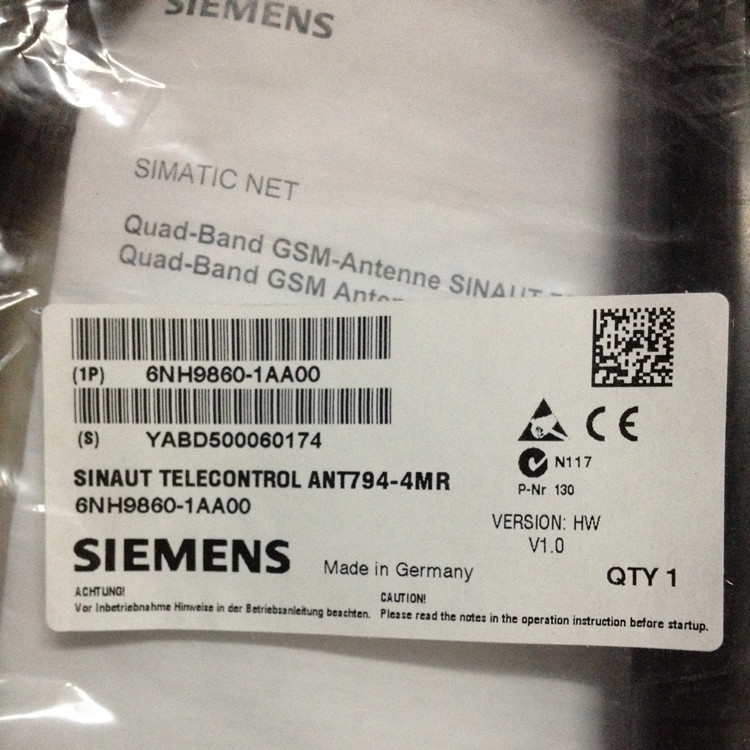 SIEMENS
SIMATIC NET
Quad-Band GSM-Antenne SINAUT
Quad-Band GSM
(1P) 6NH9860-1AA00
(S) YABD500060174
SINAUT TELECONTROL ANT794-4MR
6NH9860-1AA00
CE
N117
P-Nr 130
VERSION: HW
V1.0
SIEMENS Made in Germany
QTY 1
ACHTUNG!
Vor Inbetriebnahme Hinweise in der Betriebsanleitung beachten.
CAUTION!
Please read the notes in the operation instruction before startup.